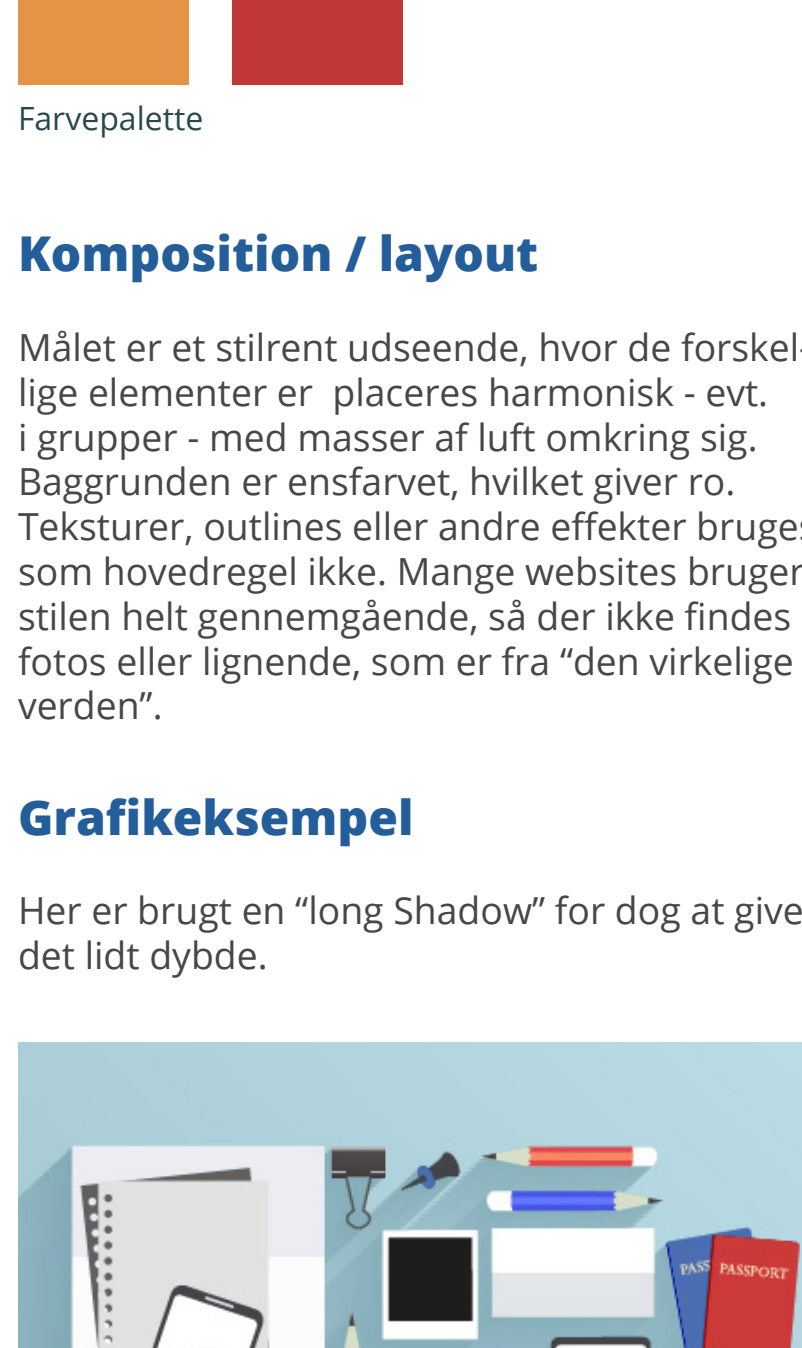 Farvepalette
Komposition / layout
Målet er et stilrent udseende, hvor de forskel-
lige elementer er  placeres harmonisk - evt.
i grupper - med masser af luft omkring sig.
Baggrunden er ensfarvet, hvilket giver ro.
Teksturer, outlines eller andre effekter bruges
som hovedregel ikke. Mange websites bruger
stilen helt gennemgående, så der ikke findes
fotos eller lignende, som er fra “den virkelige
verden”.
Grafikeksempel
Her er brugt en “long Shadow” for dog at give
det lidt dybde.
PASS
PASSPORT